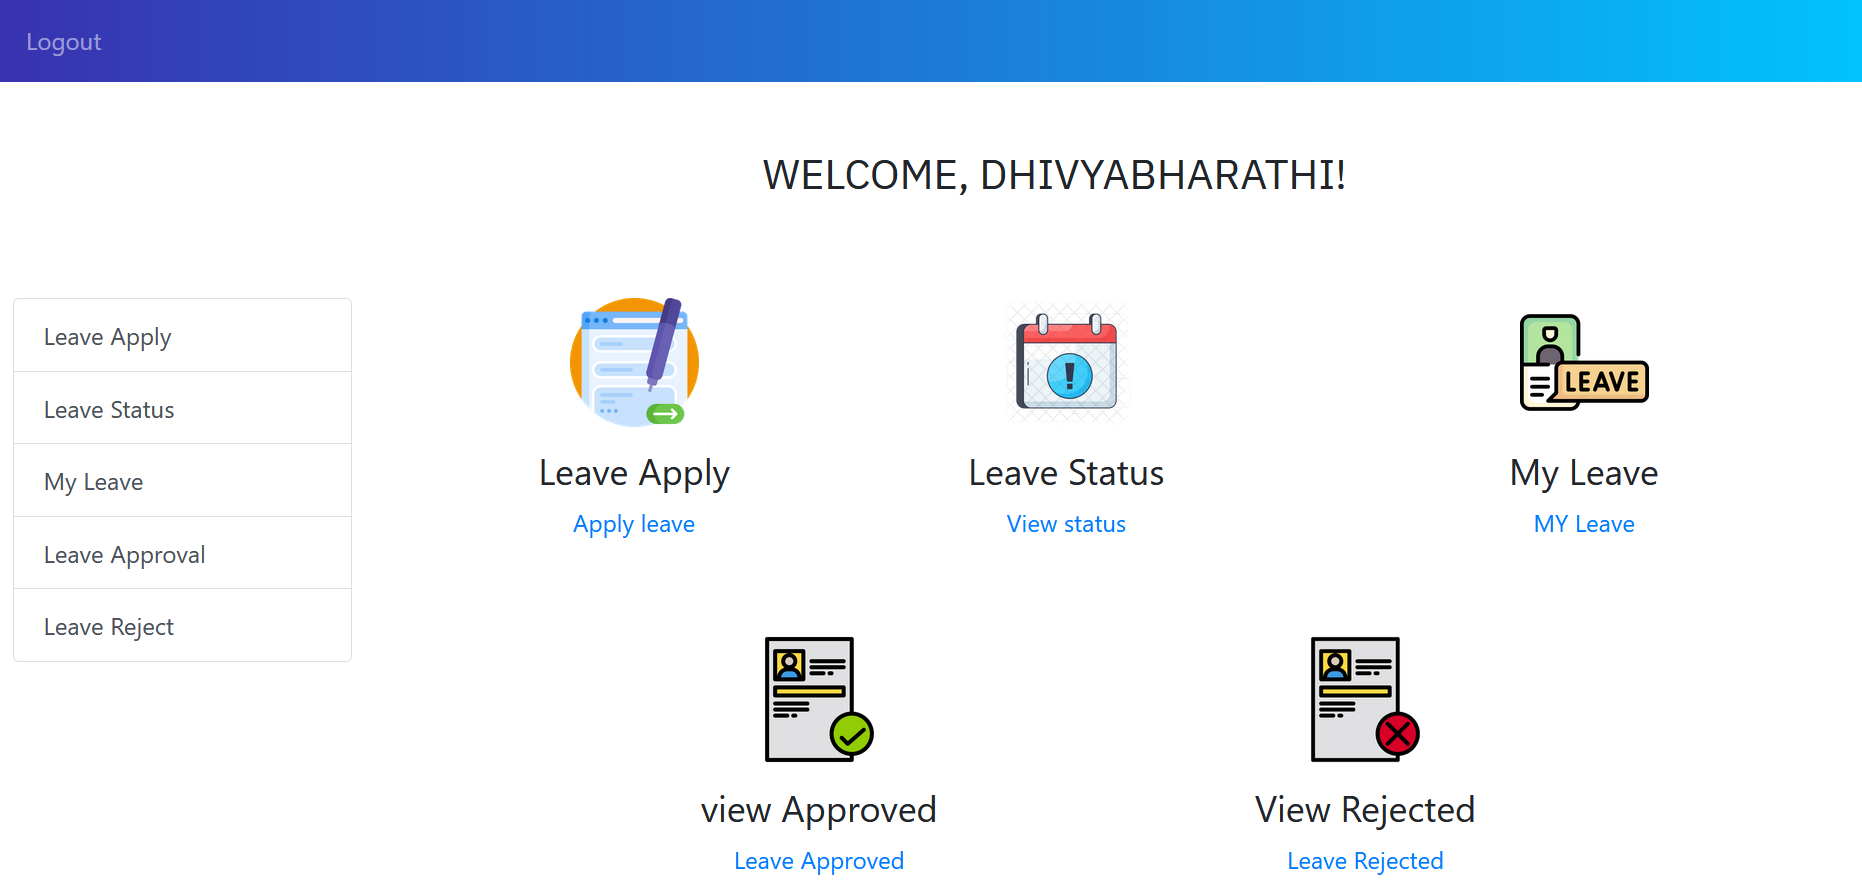 Logout
WELCOME, DHIVYABHARATHI!
Leave Apply
Leave Status
My Leave
Leave Approval
Leave Reject
Leave Apply
Apply leave
Leave Status
View status
LEAVE
My Leave
MY Leave
view Approved
Leave Approved
View Rejected
Leave Rejected